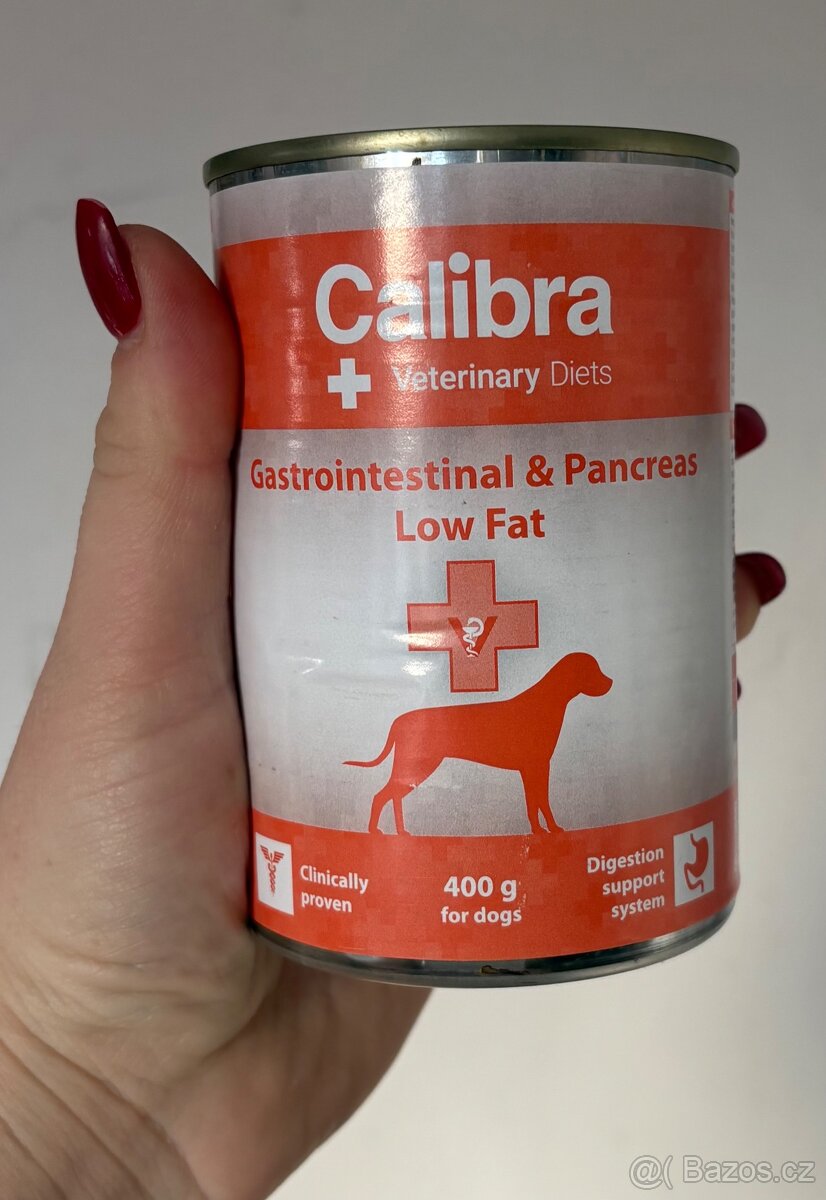 Calibra
Veterinary Diets
Gastrointestinal & Pancreas
Low Fat
V
Clinically
proven
400 g
for dogs
Digestion
support
system
@( Bazos.cz